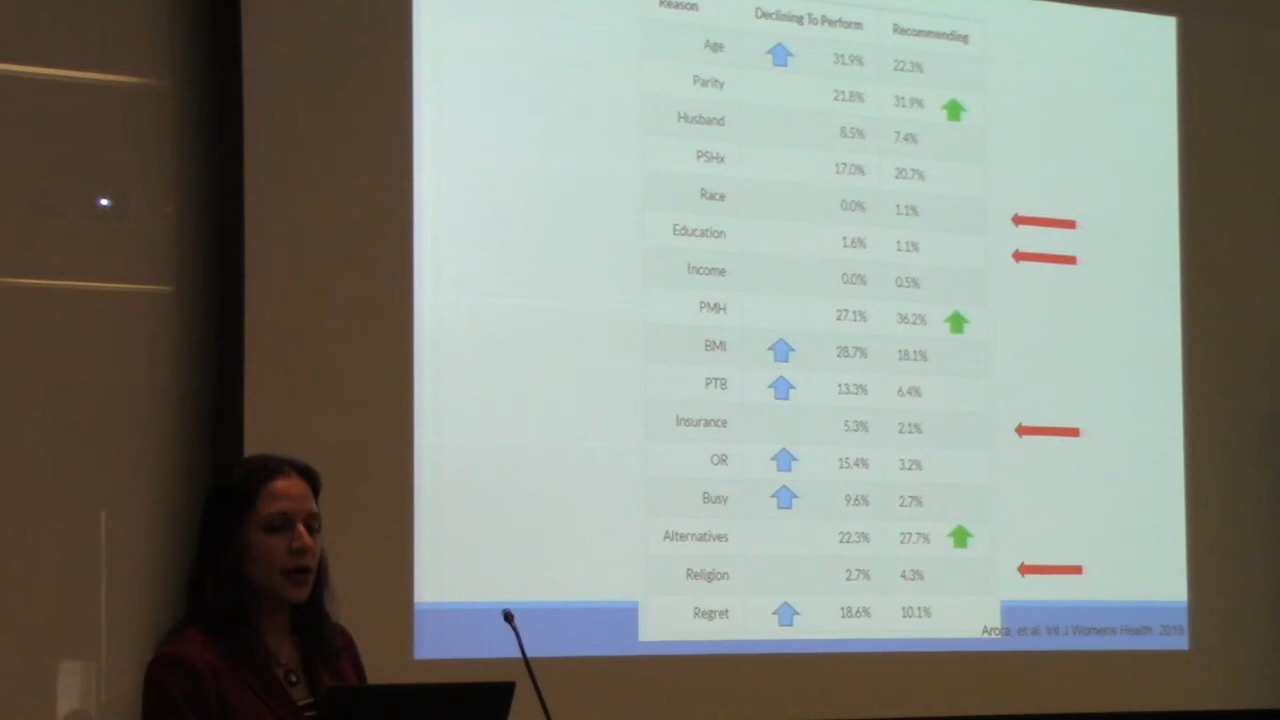 Reason Declining To Perform Recommending
Age 31.9% 22.3%
Parity 21.8% 31.9%
Husband 8.5% 7.4%
PSHx 17.0% 20.7%
Race 0.0% 1.1%
Education 1.6% 1.1%
Income 0.0% 0.5%
PMH 27.1% 36.2%
BMI 28.7% 18.1%
PTB 13.3% 6.4%
Insurance 5.3% 2.1%
OR 15.4% 3.2%
Busy 9.6% 2.7%
Alternatives 22.3% 27.7%
Religion 2.7% 4.3%
Regret 18.6% 10.1%
Arora, et al. Int J Womens Health. 2018